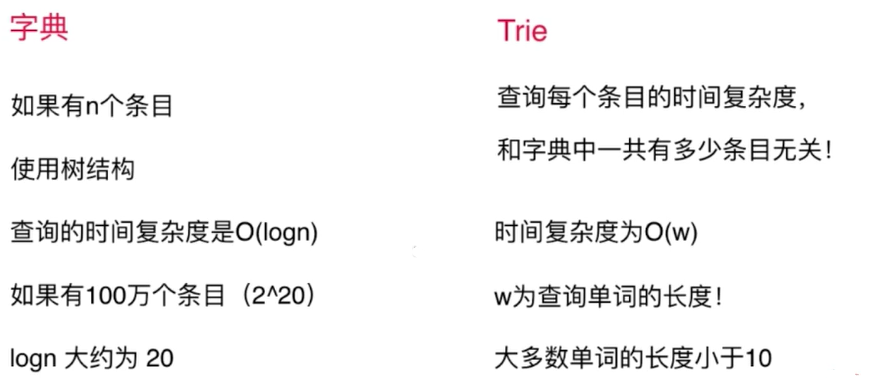 字典
如果有n个条目
使用树结构
查询的时间复杂度是O(logn)
如果有100万个条目（2^20）
logn 大约为 20
Trie
查询每个条目的时间复杂度，
和字典中一共有多少条目无关！
时间复杂度为O(w)
w为查询单词的长度！
大多数单词的长度小于10